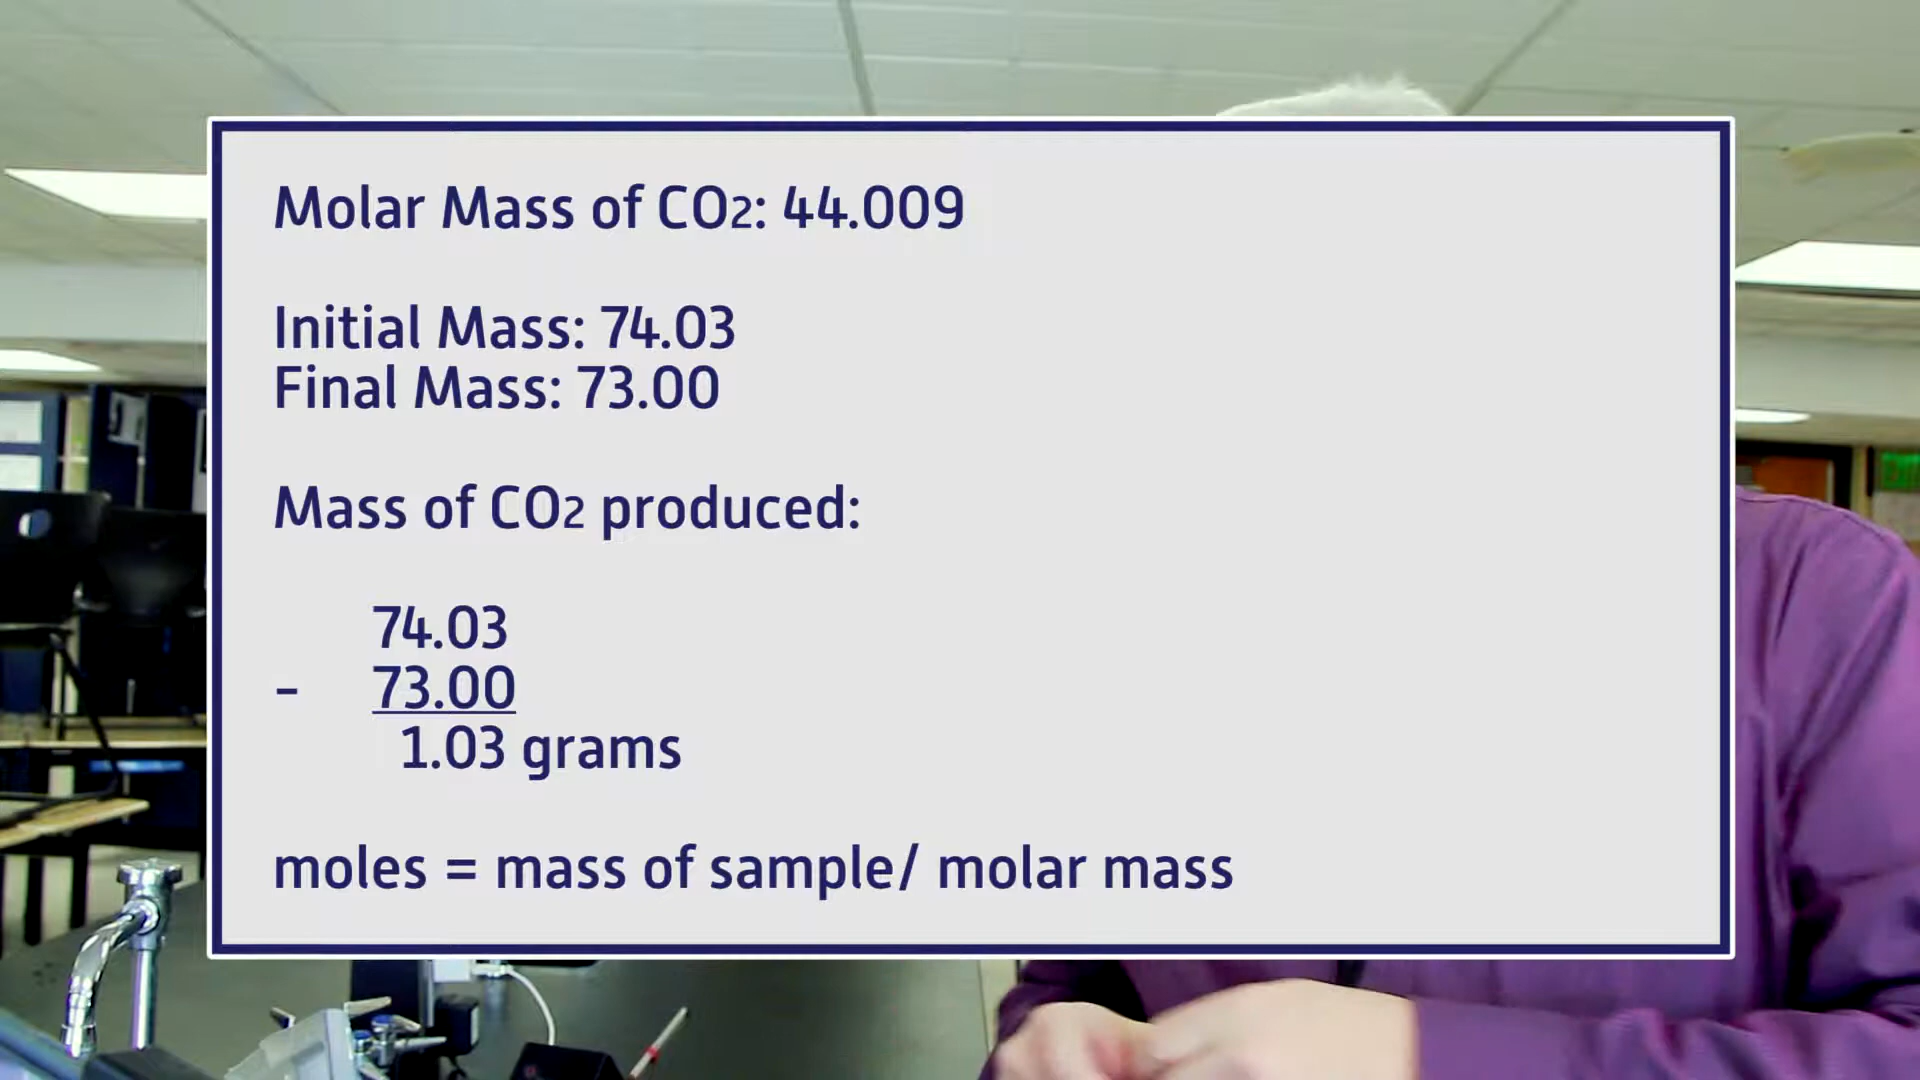 Molar Mass of CO2: 44.009
Initial Mass: 74.03
Final Mass: 73.00
Mass of CO2 produced:
74.03
- 73.00
1.03 grams
moles = mass of sample/ molar mass